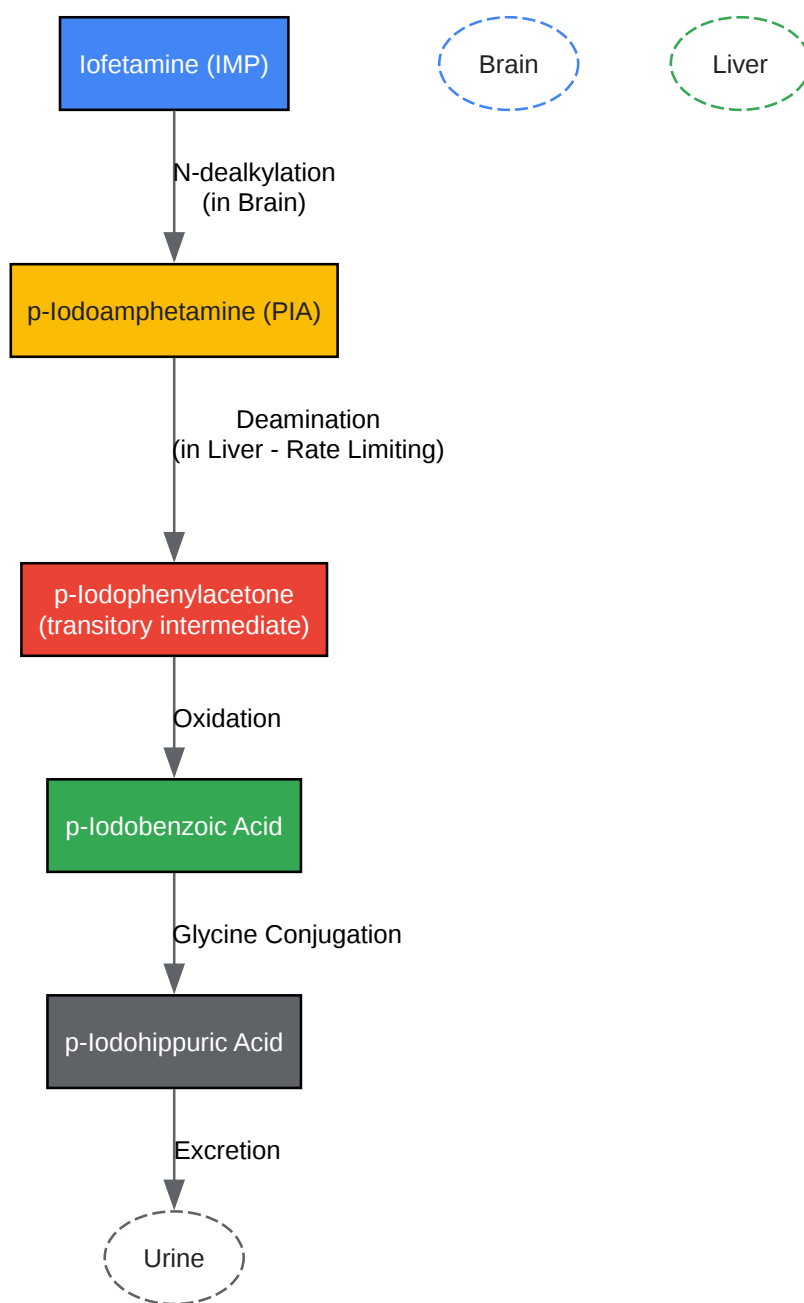 Iofetamine (IMP)
Brain
Liver
N-dealkylation
(in Brain)
p-Iodoamphetamine (PIA)
Deamination
(in Liver - Rate Limiting)
p-Iodophenylacetone
(transitory intermediate)
Oxidation
p-Iodobenzoic Acid
Glycine Conjugation
p-Iodohippuric Acid
Excretion
Urine